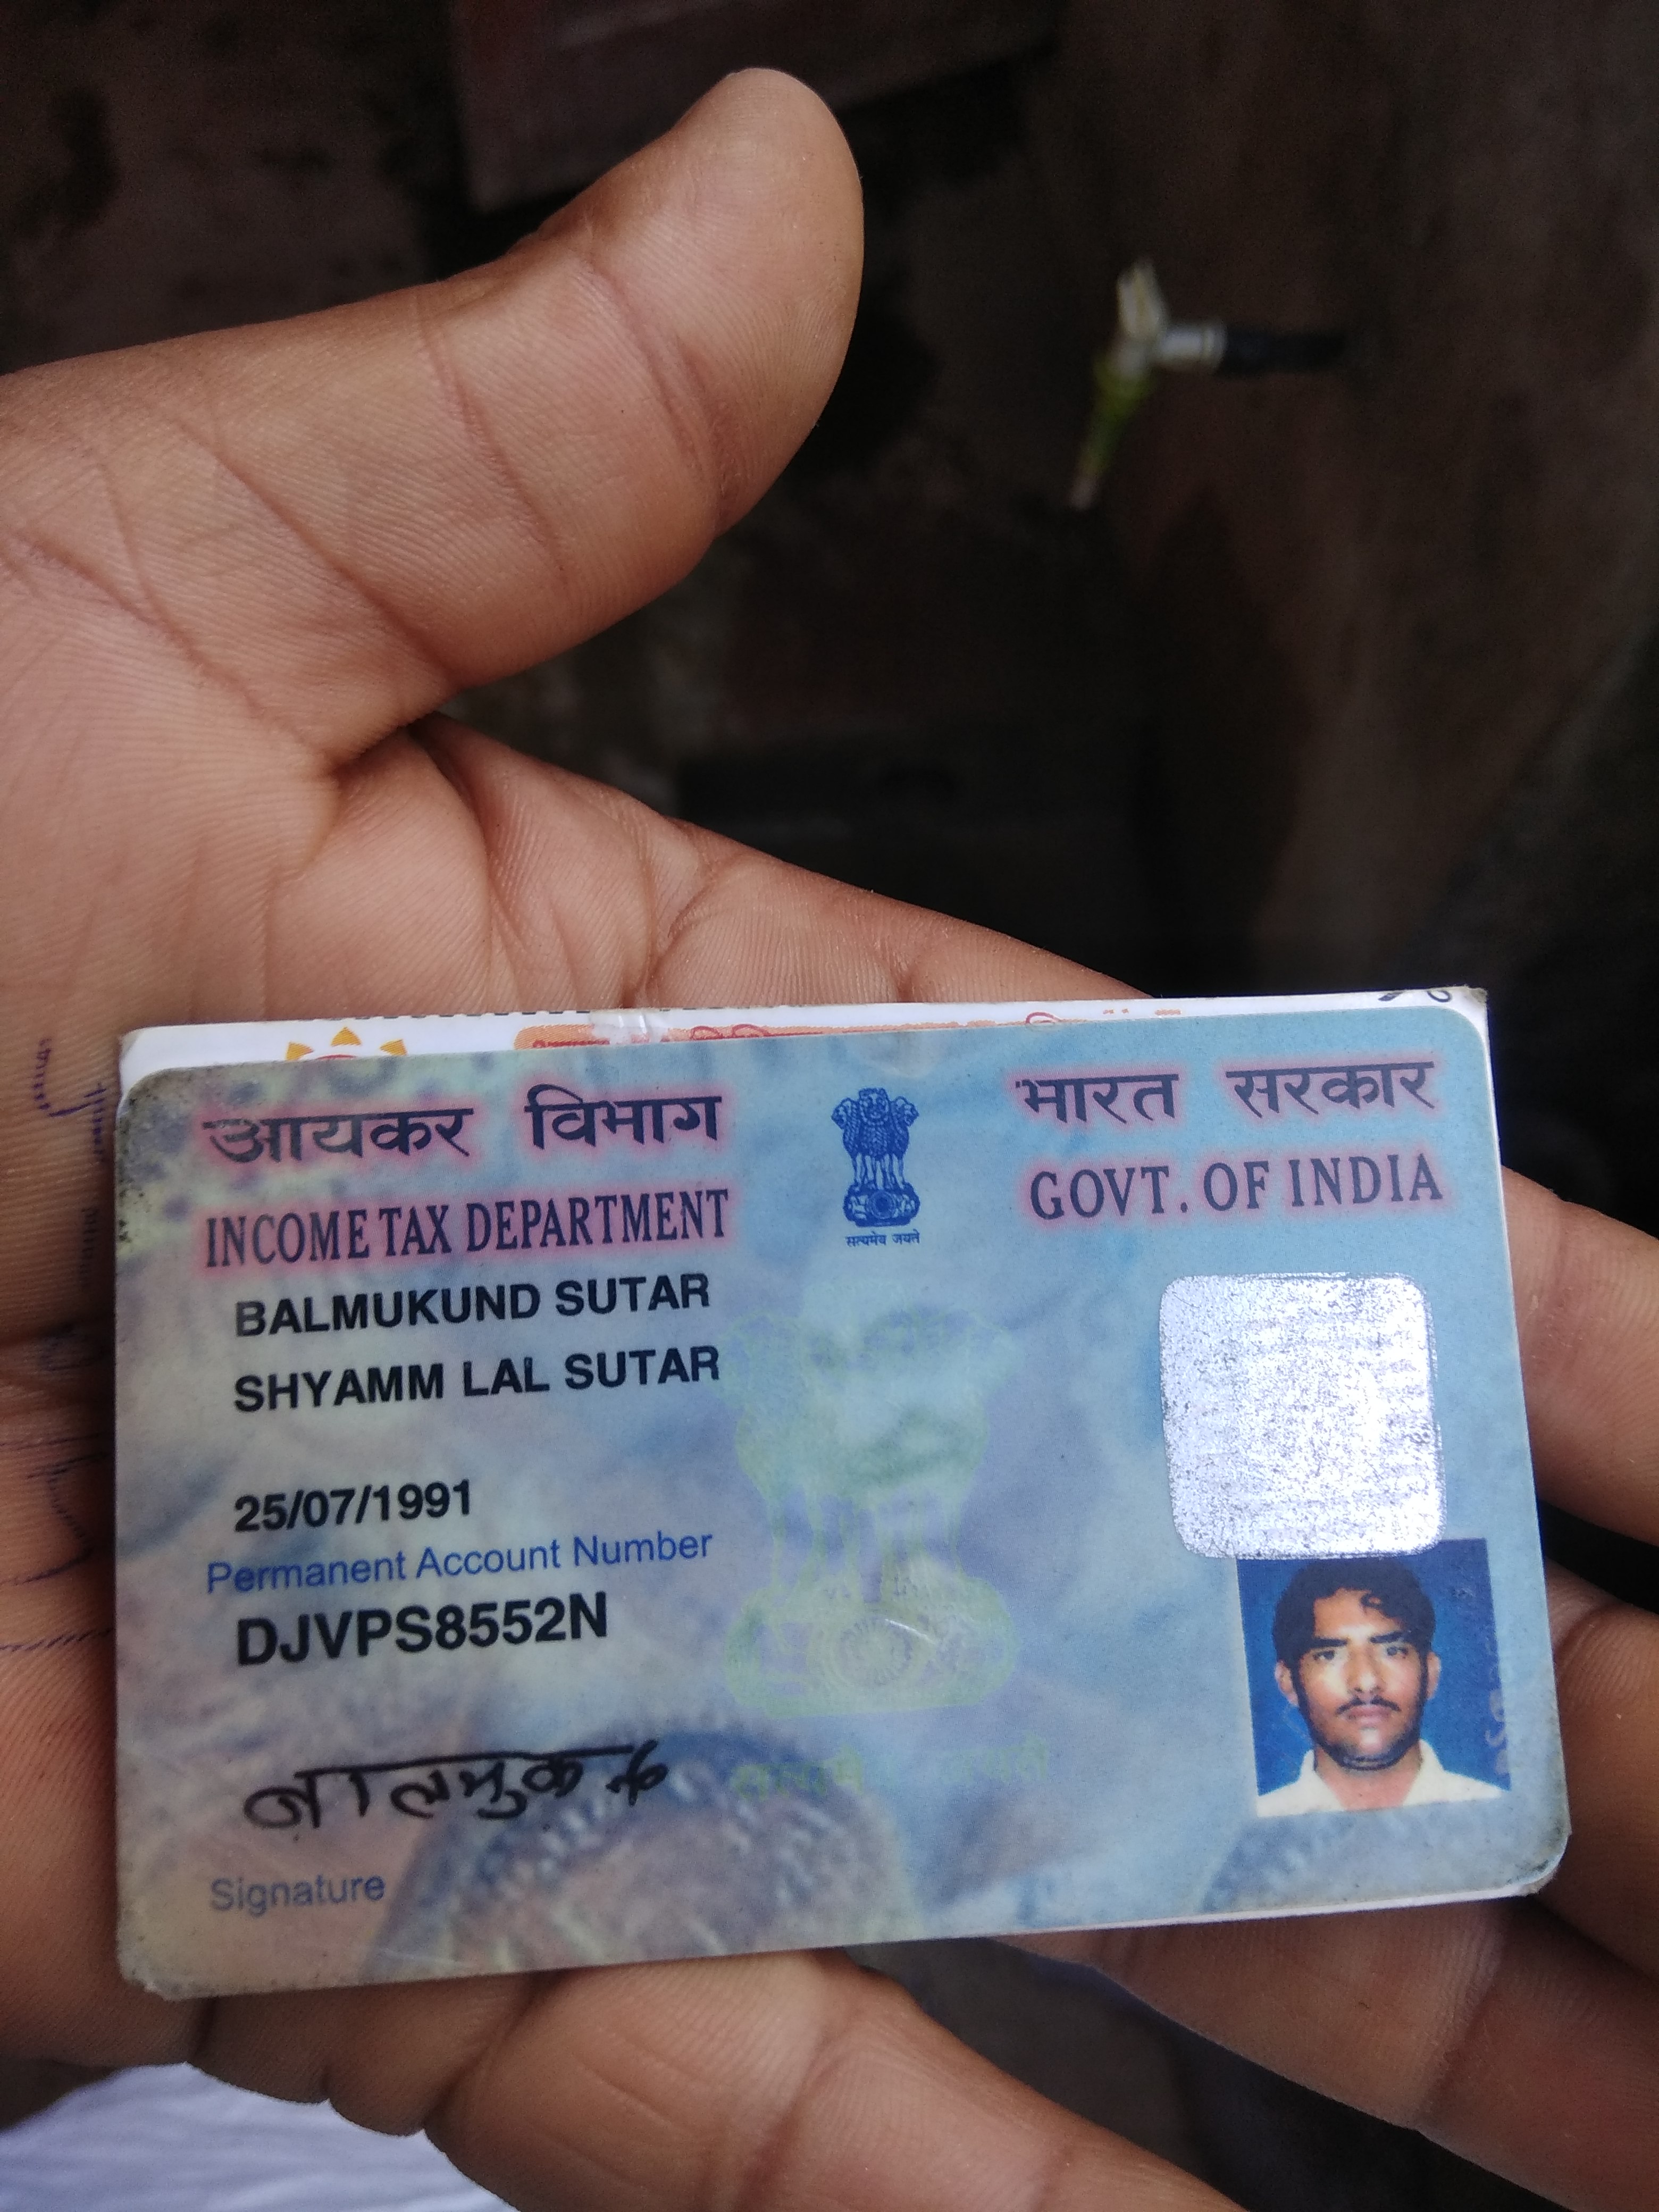 आयकर विभाग
INCOME TAX DEPARTMENT
भारत सरकार
GOVT. OF INDIA
सत्यमेव जयते
BALMUKUND SUTAR
SHYAMM LAL SUTAR
25/07/1991
Permanent Account Number
DJVPS8552N
बालमुकन्द
Signature